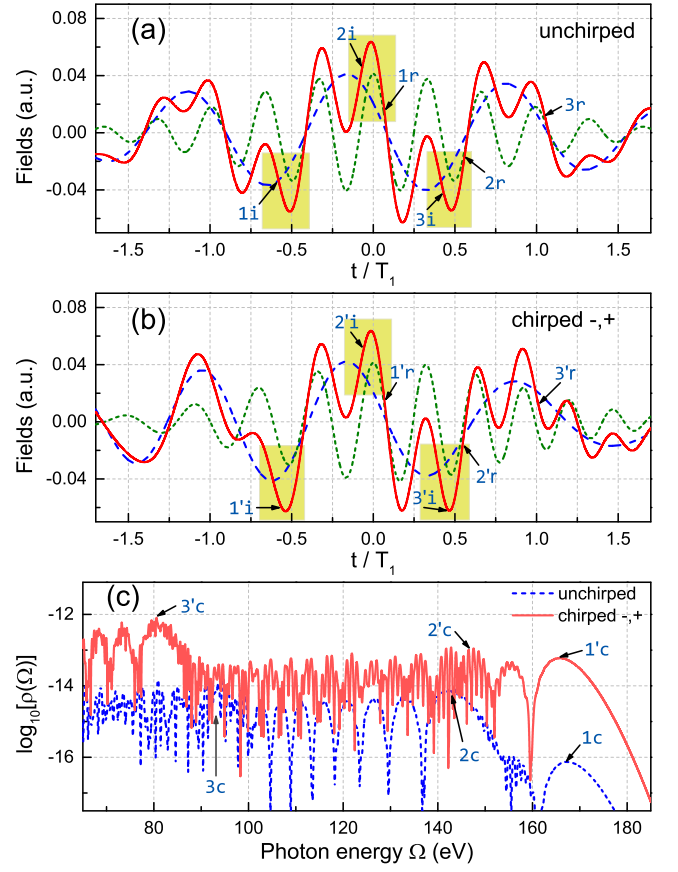 (a)
unchirped
2i
1r
3r
1i
3i
2r
0.08
0.04
0.00
-0.04
Fields (a.u.)
-1.5 -1.0 -0.5 0.0 0.5 1.0 1.5
t / T1
(b)
chirped -,+
2'i
1'r
3'r
1'i
3'i
2'r
0.08
0.04
0.00
-0.04
Fields (a.u.)
-1.5 -1.0 -0.5 0.0 0.5 1.0 1.5
t / T1
(c)
unchirped
chirped -,+
3'c
2'c
1'c
3c
2c
1c
-12
-14
-16
log10[ρ(Ω)]
80 100 120 140 160 180
Photon energy Ω (eV)